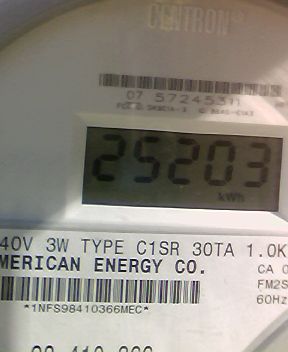 CENTRON
07 57245311
25203
kWh
40V 3W TYPE C1SR 30TA 1.0K
MERICAN ENERGY CO.
CA 0
FM2S
60Hz
*1NFS98410366MEC*